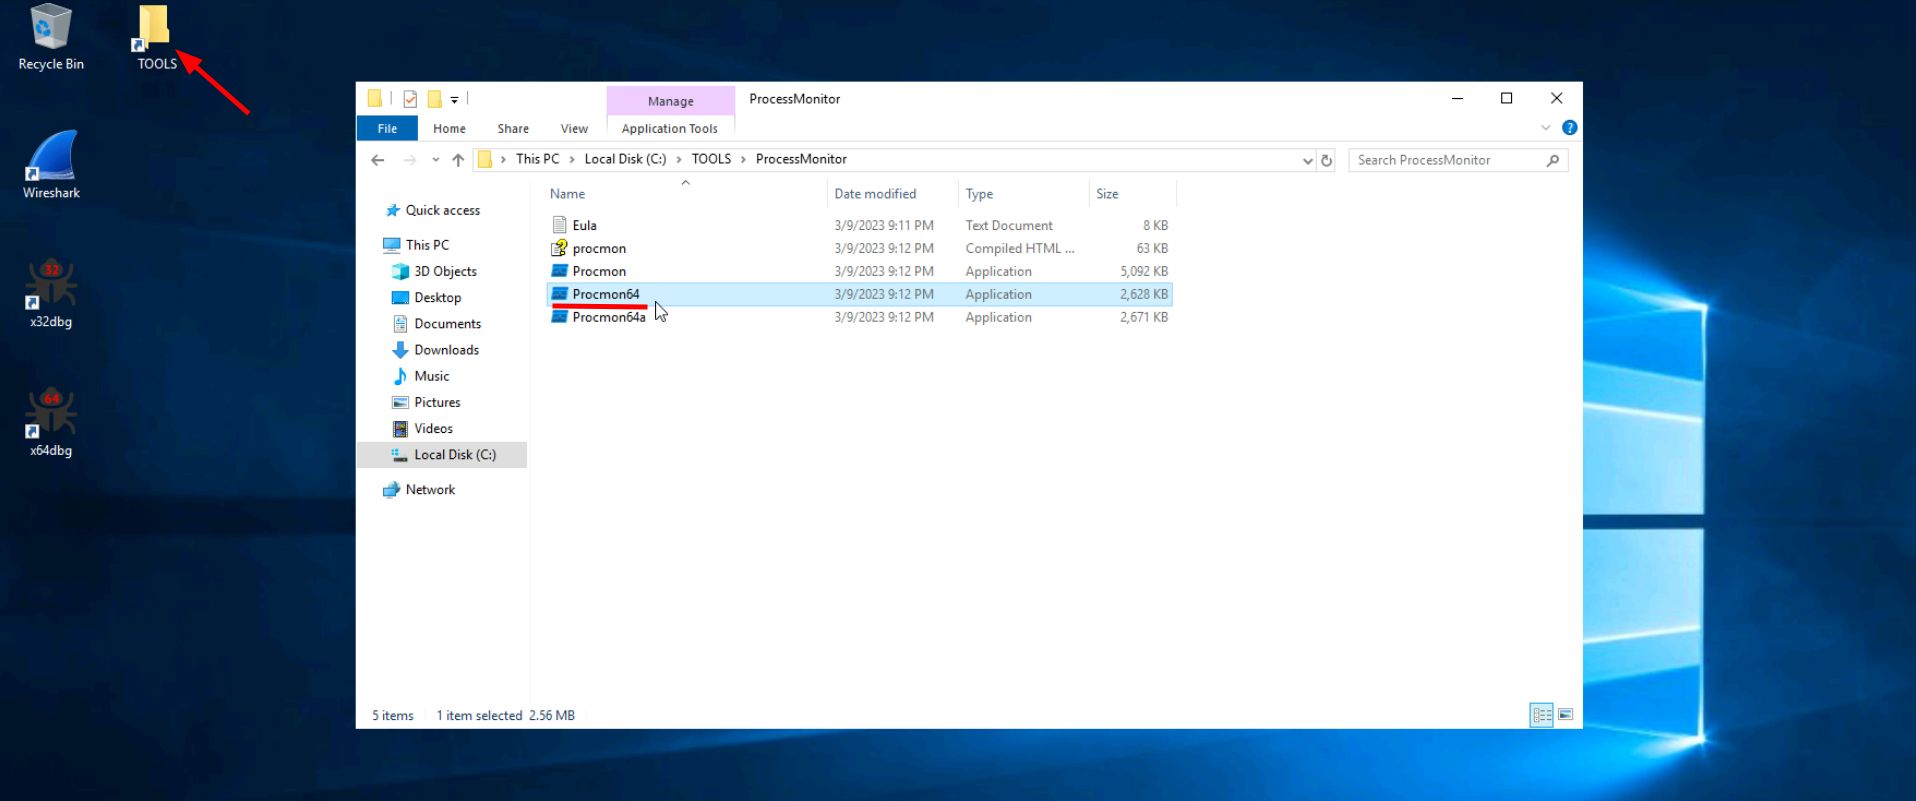 Recycle Bin
TOOLS
Wireshark
32
x32dbg
64
x64dbg
Manage
ProcessMonitor
File Home Share View Application Tools
?
This PC Local Disk (C:) TOOLS ProcessMonitor
Search ProcessMonitor
Quick access
This PC
3D Objects
Desktop
Documents
Downloads
Music
Pictures
Videos
Local Disk (C:)
Network
Name Date modified Type Size
Eula 3/9/2023 9:11 PM Text Document 8 KB
procmon 3/9/2023 9:12 PM Compiled HTML ... 63 KB
Procmon 3/9/2023 9:12 PM Application 5,092 KB
Procmon64 3/9/2023 9:12 PM Application 2,628 KB
Procmon64a 3/9/2023 9:12 PM Application 2,671 KB
5 items 1 item selected 2.56 MB